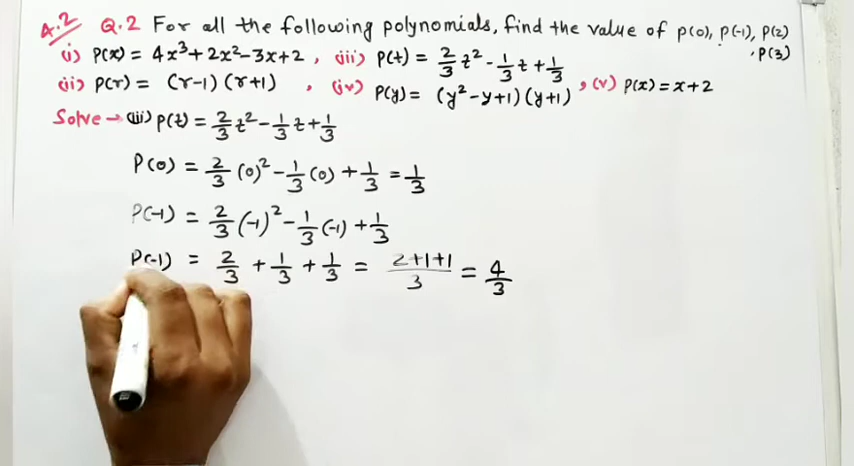 4.2 Q.2 For all the following polynomials, find the value of p(0), p(-1), p(2)
, p(3)
(i) p(x) = 4x³+2x²-3x+2 , (iii) p(t) = 2/3 t² - 1/3 t + 1/3
(ii) p(r) = (r-1)(r+1) , (iv) p(y) = (y²-y+1)(y+1) , (v) p(x) = x+2
Solve → (iii) p(t) = 2/3 t² - 1/3 t + 1/3
P(0) = 2/3 (0)² - 1/3 (0) + 1/3 = 1/3
P(-1) = 2/3 (-1)² - 1/3 (-1) + 1/3
P(-1) = 2/3 + 1/3 + 1/3 = 2+1+1/3 = 4/3